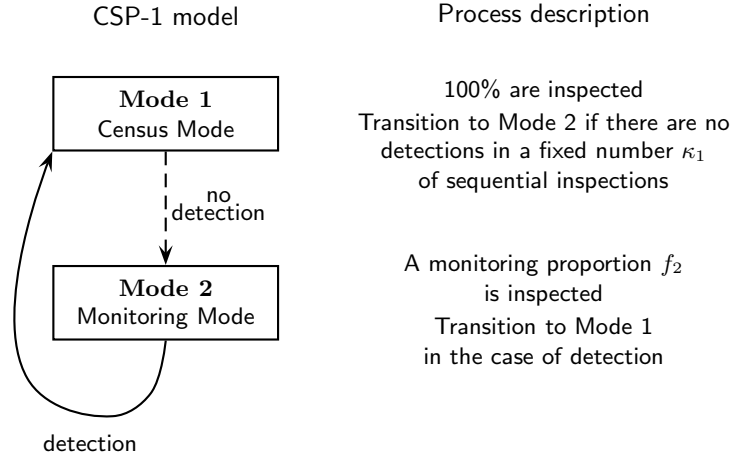 CSP-1 model
Process description
Mode 1
Census Mode
100% are inspected
Transition to Mode 2 if there are no
detections in a fixed number κ₁
of sequential inspections
no
detection
Mode 2
Monitoring Mode
A monitoring proportion f₂
is inspected
Transition to Mode 1
in the case of detection
detection